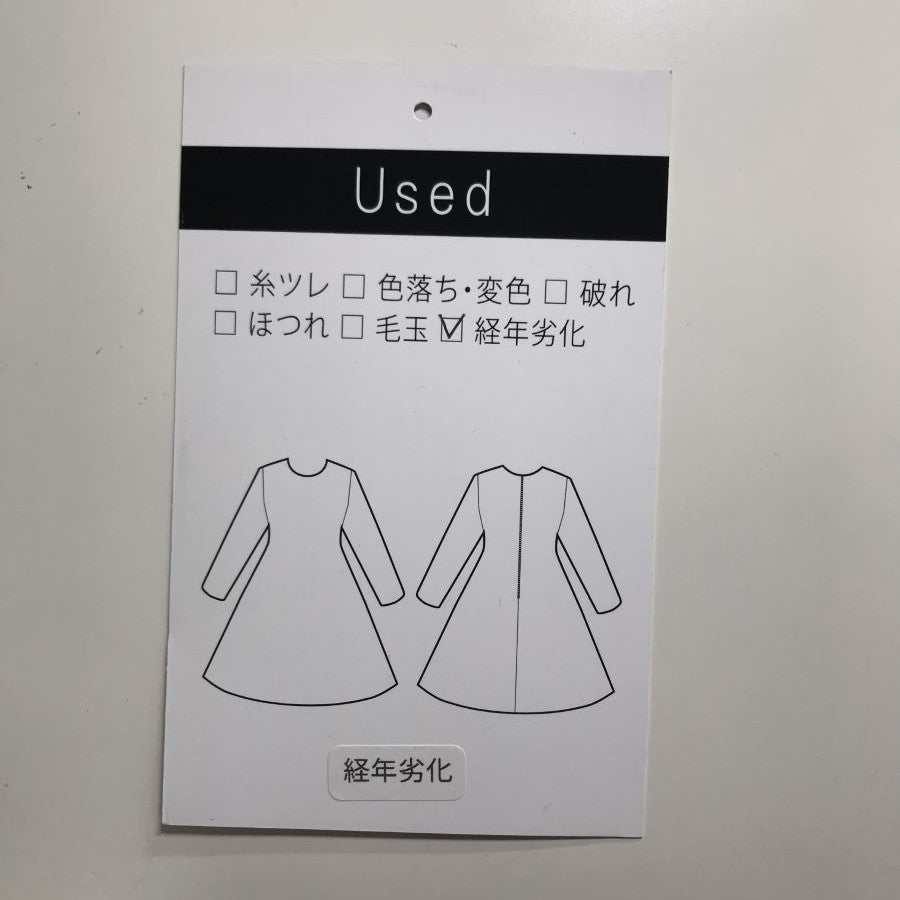 Used
□ 糸ツレ □ 色落ち・変色 □ 破れ
□ ほつれ □ 毛玉 ☑ 経年劣化
経年劣化